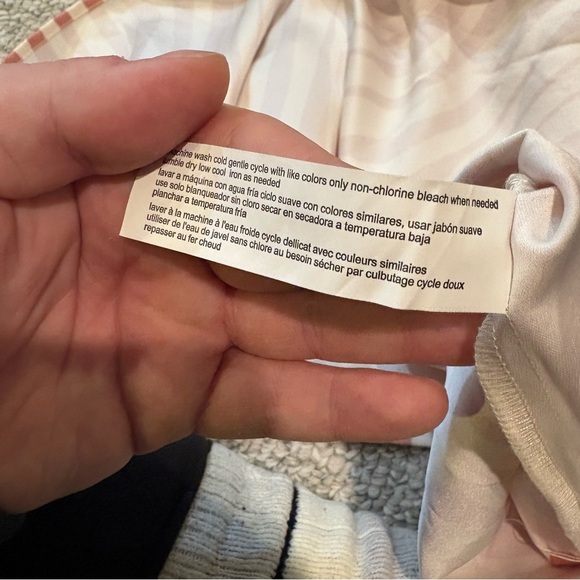 machine wash cold gentle cycle with like colors only non-chlorine bleach when needed
tumble dry low cool iron as needed
lavar a máquina con agua fría ciclo suave con colores similares, usar jabón suave
use solo blanqueador sin cloro secar en secadora a temperatura baja
planchar a temperatura fría
laver à la machine à l'eau froide cycle dellicat avec couleurs similaires
utiliser de l'eau de javel sans chlore au besoin sécher par culbutage cycle doux
repasser au fer chaud